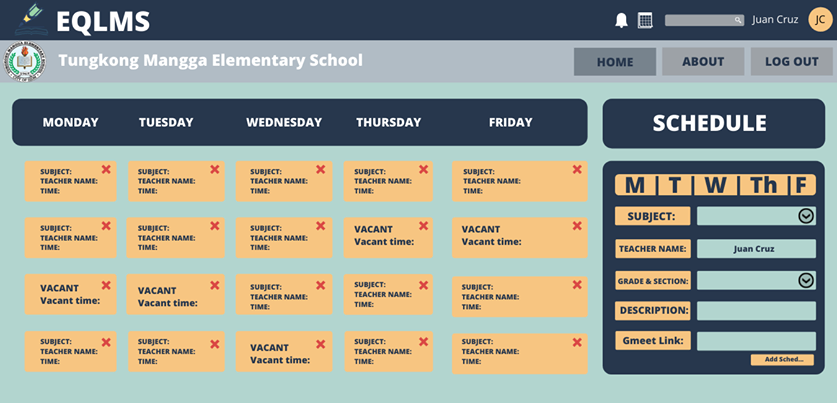 EQLMS
Juan Cruz
JC
Tungkong Mangga Elementary School
HOME
ABOUT
LOG OUT
MONDAY
TUESDAY
WEDNESDAY
THURSDAY
FRIDAY
SUBJECT:
TEACHER NAME:
TIME:
SUBJECT:
TEACHER NAME:
TIME:
SUBJECT:
TEACHER NAME:
TIME:
SUBJECT:
TEACHER NAME:
TIME:
SUBJECT:
TEACHER NAME:
TIME:
SUBJECT:
TEACHER NAME:
TIME:
SUBJECT:
TEACHER NAME:
TIME:
SUBJECT:
TEACHER NAME:
TIME:
VACANT
Vacant time:
VACANT
Vacant time:
VACANT
Vacant time:
VACANT
Vacant time:
SUBJECT:
TEACHER NAME:
TIME:
SUBJECT:
TEACHER NAME:
TIME:
SUBJECT:
TEACHER NAME:
TIME:
SUBJECT:
TEACHER NAME:
TIME:
SUBJECT:
TEACHER NAME:
TIME:
VACANT
Vacant time:
SUBJECT:
TEACHER NAME:
TIME:
SUBJECT:
TEACHER NAME:
TIME:
SCHEDULE
M | T | W | Th | F
SUBJECT:
TEACHER NAME:
Juan Cruz
GRADE & SECTION:
DESCRIPTION:
Gmeet Link:
Add Sched...